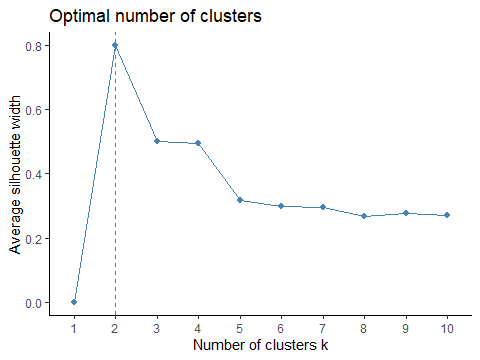 Optimal number of clusters
Average silhouette width
0.8
0.6
0.4
0.2
0.0
1 2 3 4 5 6 7 8 9 10
Number of clusters k